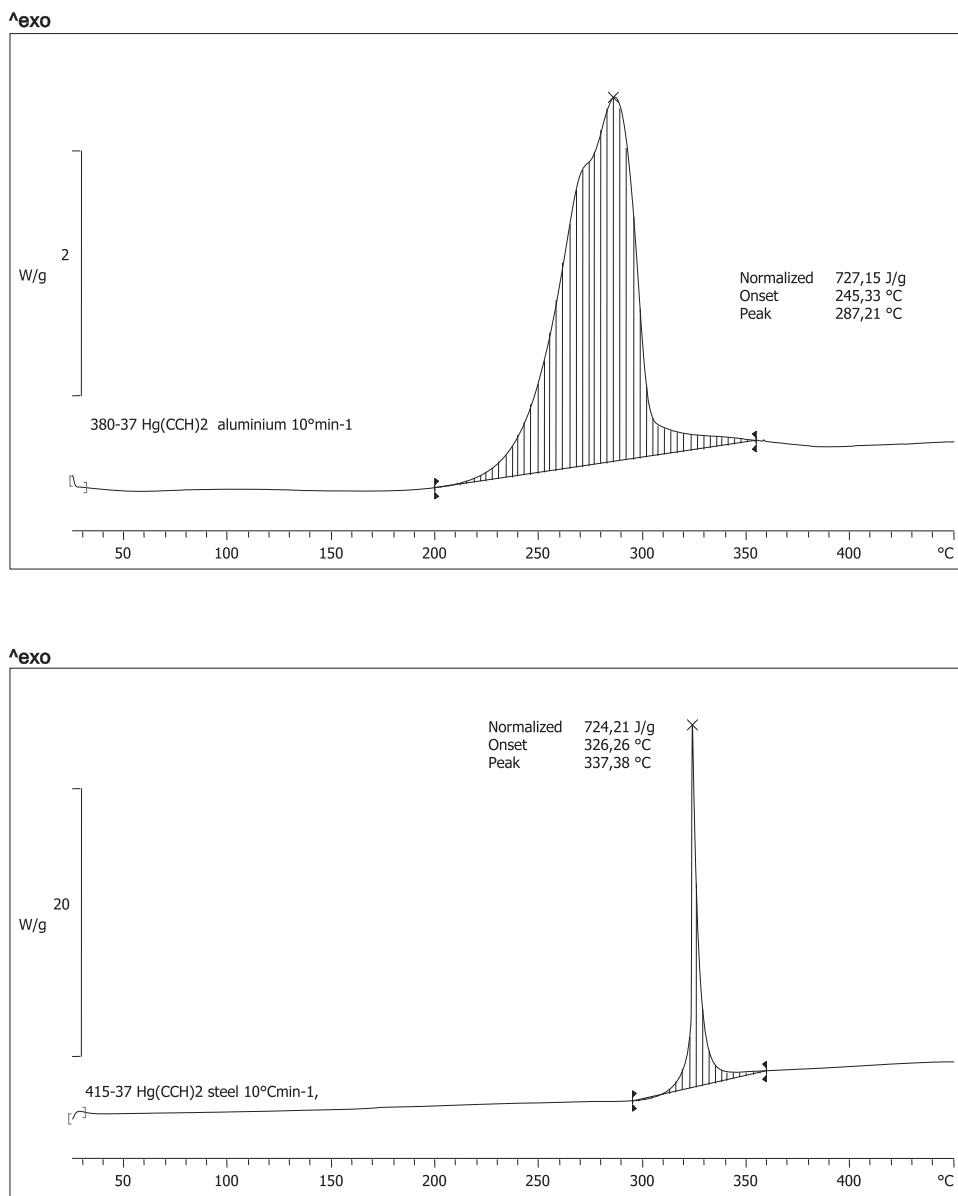 ^exo
2
W/g
Normalized 727,15 J/g
Onset 245,33 °C
Peak 287,21 °C
380-37 Hg(CCH)2 aluminium 10°min-1
50 100 150 200 250 300 350 400 °C
^exo
Normalized 724,21 J/g
Onset 326,26 °C
Peak 337,38 °C
20
W/g
415-37 Hg(CCH)2 steel 10°Cmin-1,
50 100 150 200 250 300 350 400 °C